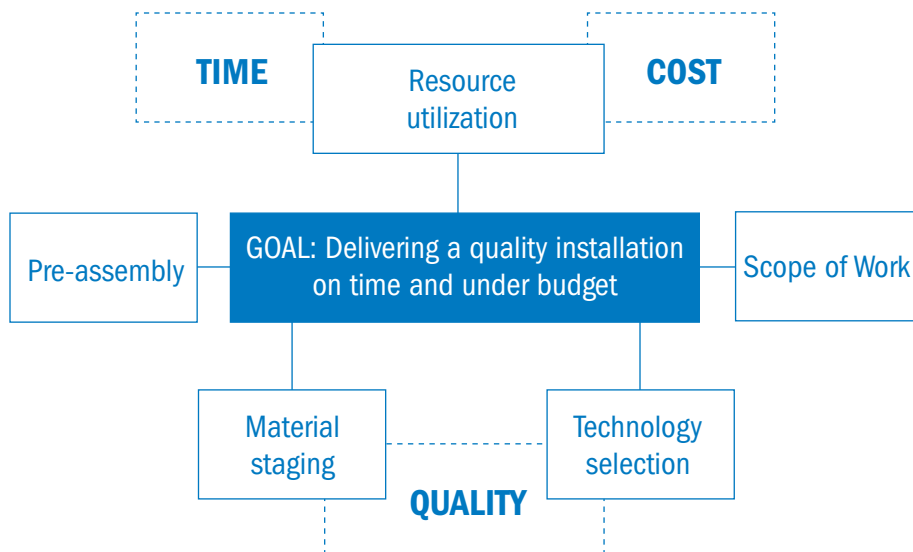 TIME
Resource
utilization
COST
Pre-assembly
GOAL: Delivering a quality installation
on time and under budget
Scope of Work
Material
staging
Technology
selection
QUALITY